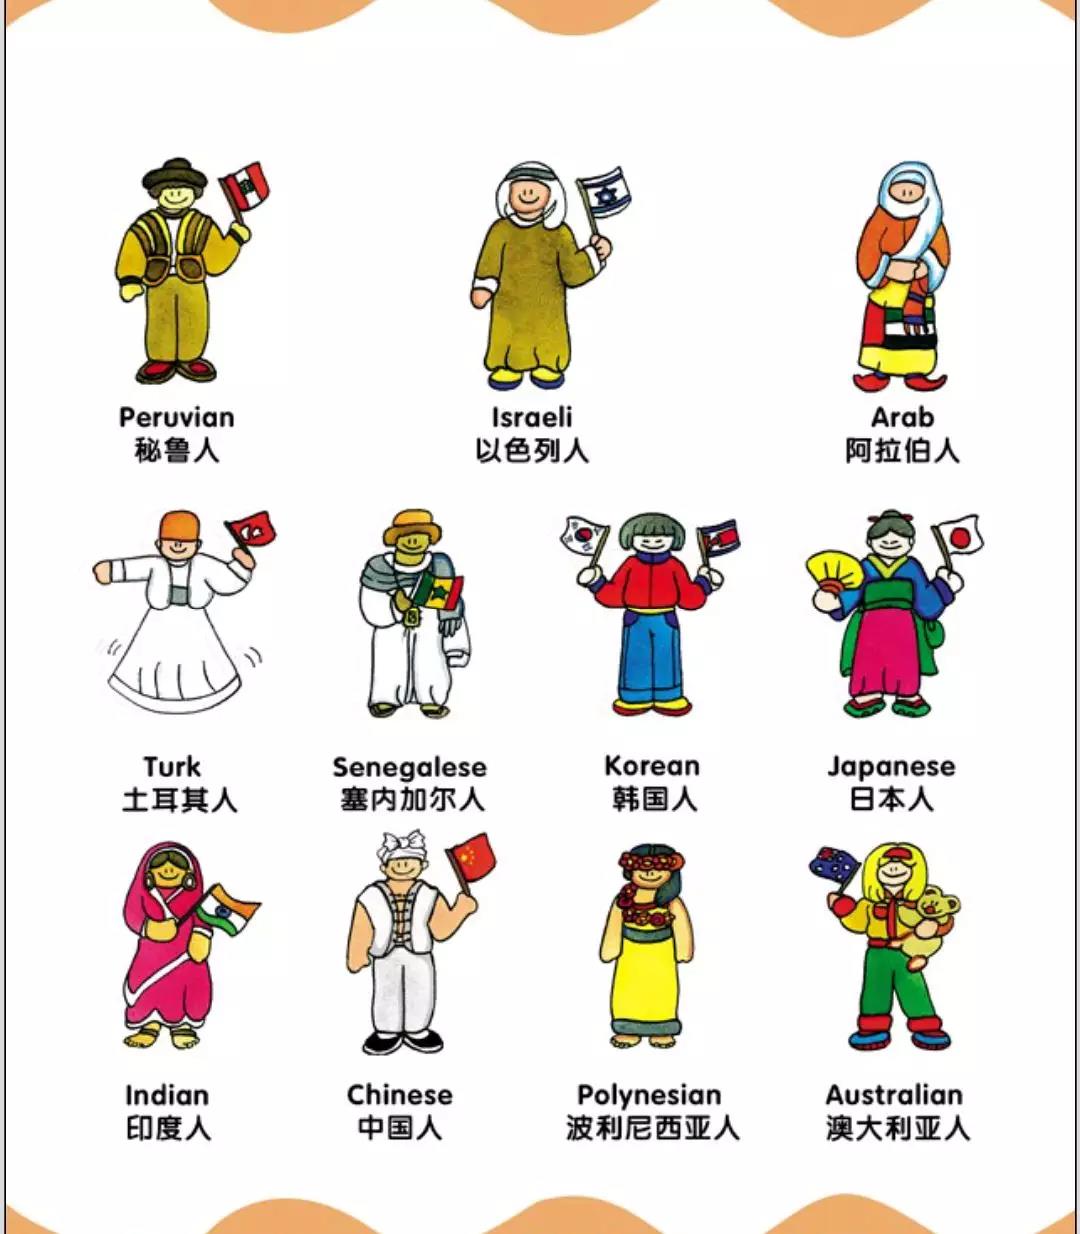 Peruvian
秘鲁人
Israeli
以色列人
Arab
阿拉伯人
Turk
土耳其人
Senegalese
塞内加尔人
Korean
韩国人
Japanese
日本人
Indian
印度人
Chinese
中国人
Polynesian
波利尼西亚人
Australian
澳大利亚人